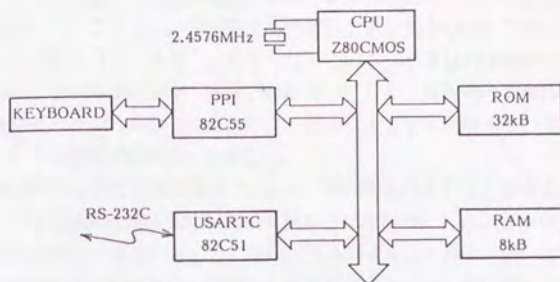 CPU
Z80CMOS
2.4576MHz
KEYBOARD
PPI
82C55
ROM
32kB
RS-232C
USARTC
82C51
RAM
8kB